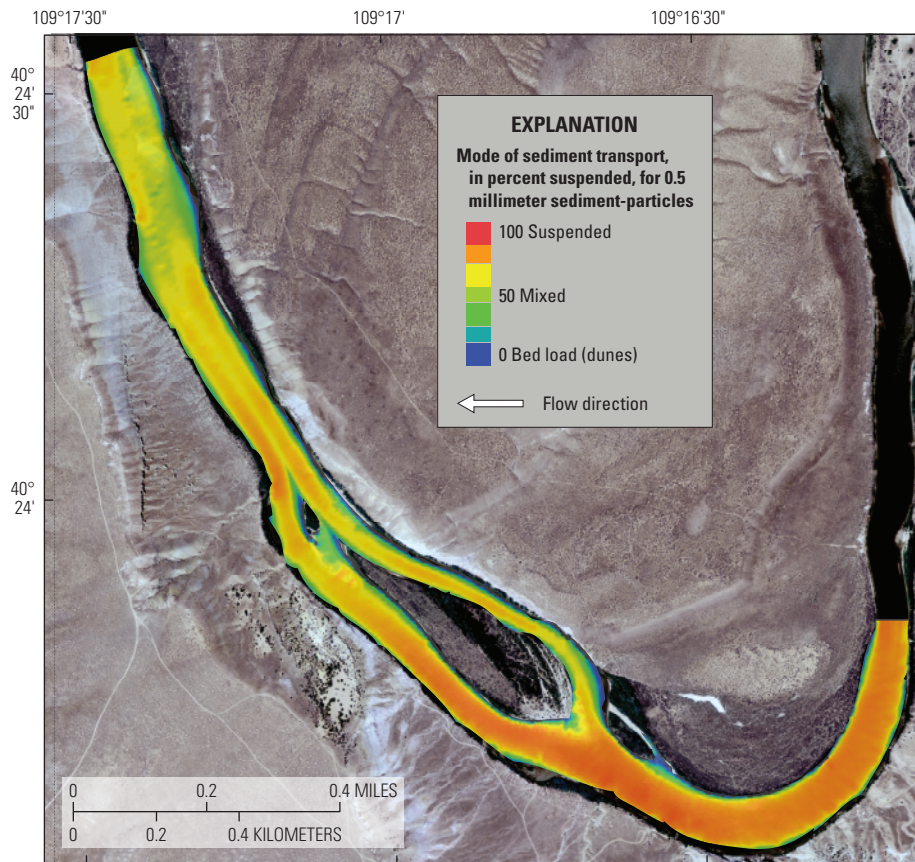 109°17'30"
109°17'
109°16'30"
40°
24'
30"
EXPLANATION
Mode of sediment transport,
in percent suspended, for 0.5
millimeter sediment-particles
100 Suspended
50 Mixed
0 Bed load (dunes)
Flow direction
40°
24'
0 0.2 0.4 MILES
0 0.2 0.4 KILOMETERS